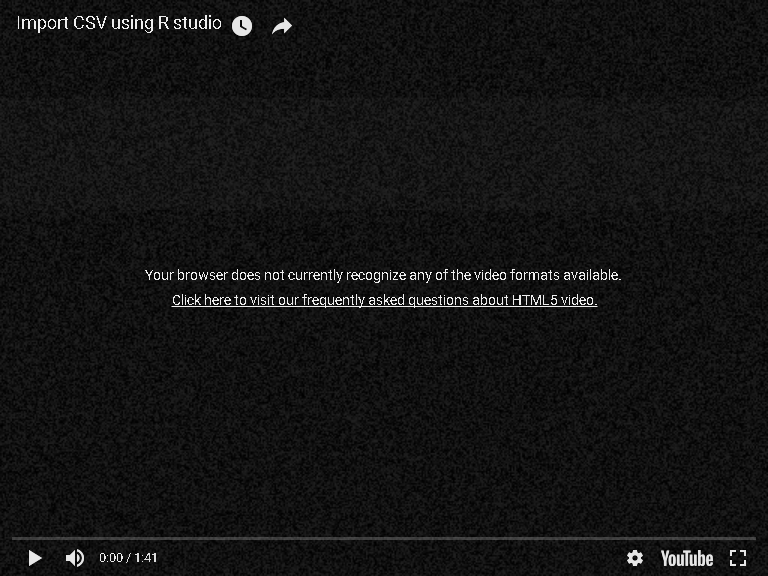 Import CSV using R studio
Your browser does not currently recognize any of the video formats available.
Click here to visit our frequently asked questions about HTML5 video.
0:00 / 1:41
YouTube